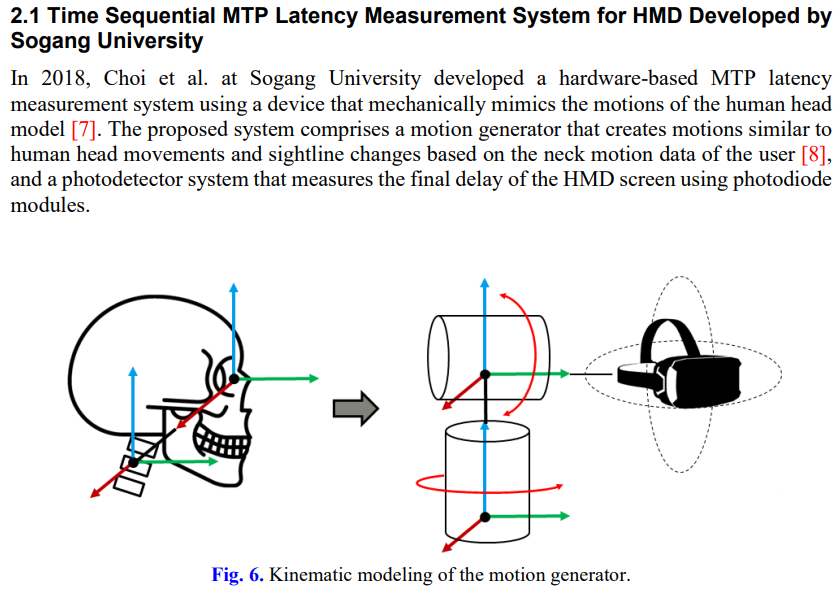 2.1 Time Sequential MTP Latency Measurement System for HMD Developed by
Sogang University
In 2018, Choi et al. at Sogang University developed a hardware-based MTP latency
measurement system using a device that mechanically mimics the motions of the human head
model [7]. The proposed system comprises a motion generator that creates motions similar to
human head movements and sightline changes based on the neck motion data of the user [8],
and a photodetector system that measures the final delay of the HMD screen using photodiode
modules.
Fig. 6. Kinematic modeling of the motion generator.